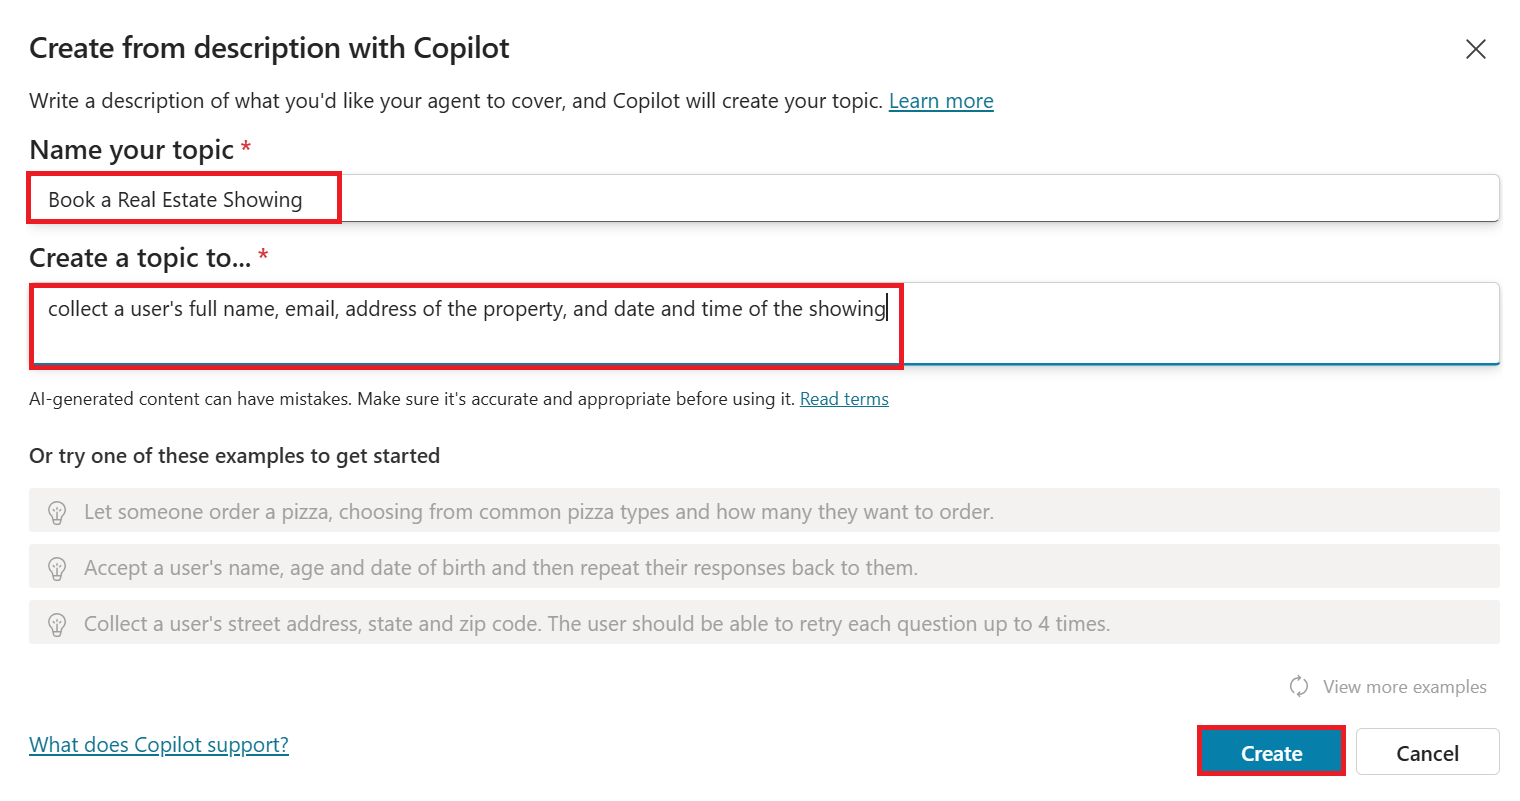 Create from description with Copilot
Write a description of what you'd like your agent to cover, and Copilot will create your topic. Learn more
Name your topic *
Book a Real Estate Showing
Create a topic to... *
collect a user's full name, email, address of the property, and date and time of the showing
AI-generated content can have mistakes. Make sure it's accurate and appropriate before using it. Read terms
Or try one of these examples to get started
Let someone order a pizza, choosing from common pizza types and how many they want to order.
Accept a user's name, age and date of birth and then repeat their responses back to them.
Collect a user's street address, state and zip code. The user should be able to retry each question up to 4 times.
View more examples
What does Copilot support?
Create
Cancel